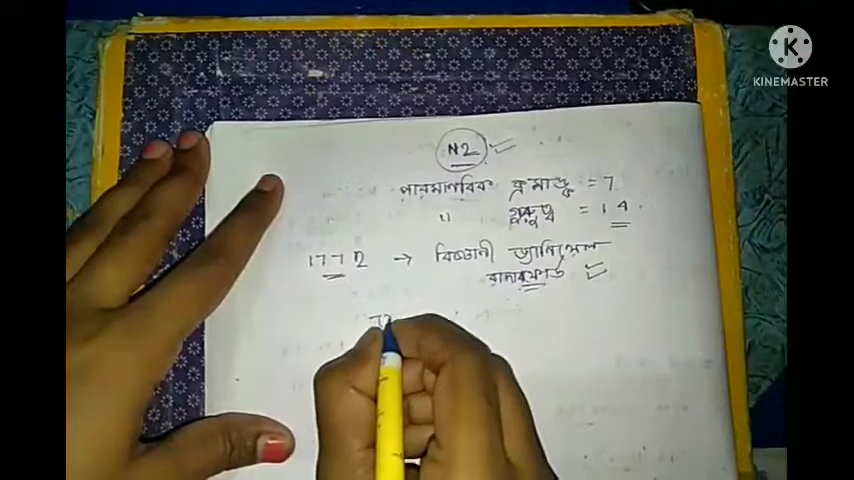 N2
পারমাণবিক ক্রমাঙ্ক = 7.
" গুরুত্ব = 14.
1772 → বিজ্ঞানী ড্যানিয়েল
রাদারফোর্ড
KINEMASTER